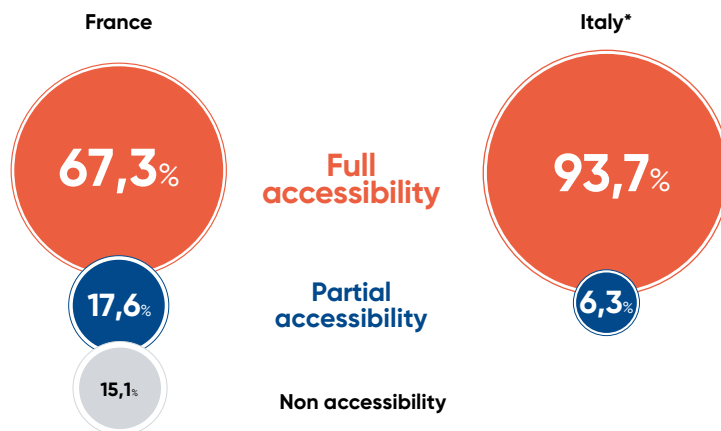 France
Italy*
67,3%
Full
accessibility
93,7%
17,6%
Partial
accessibility
6,3%
15,1%
Non accessibility